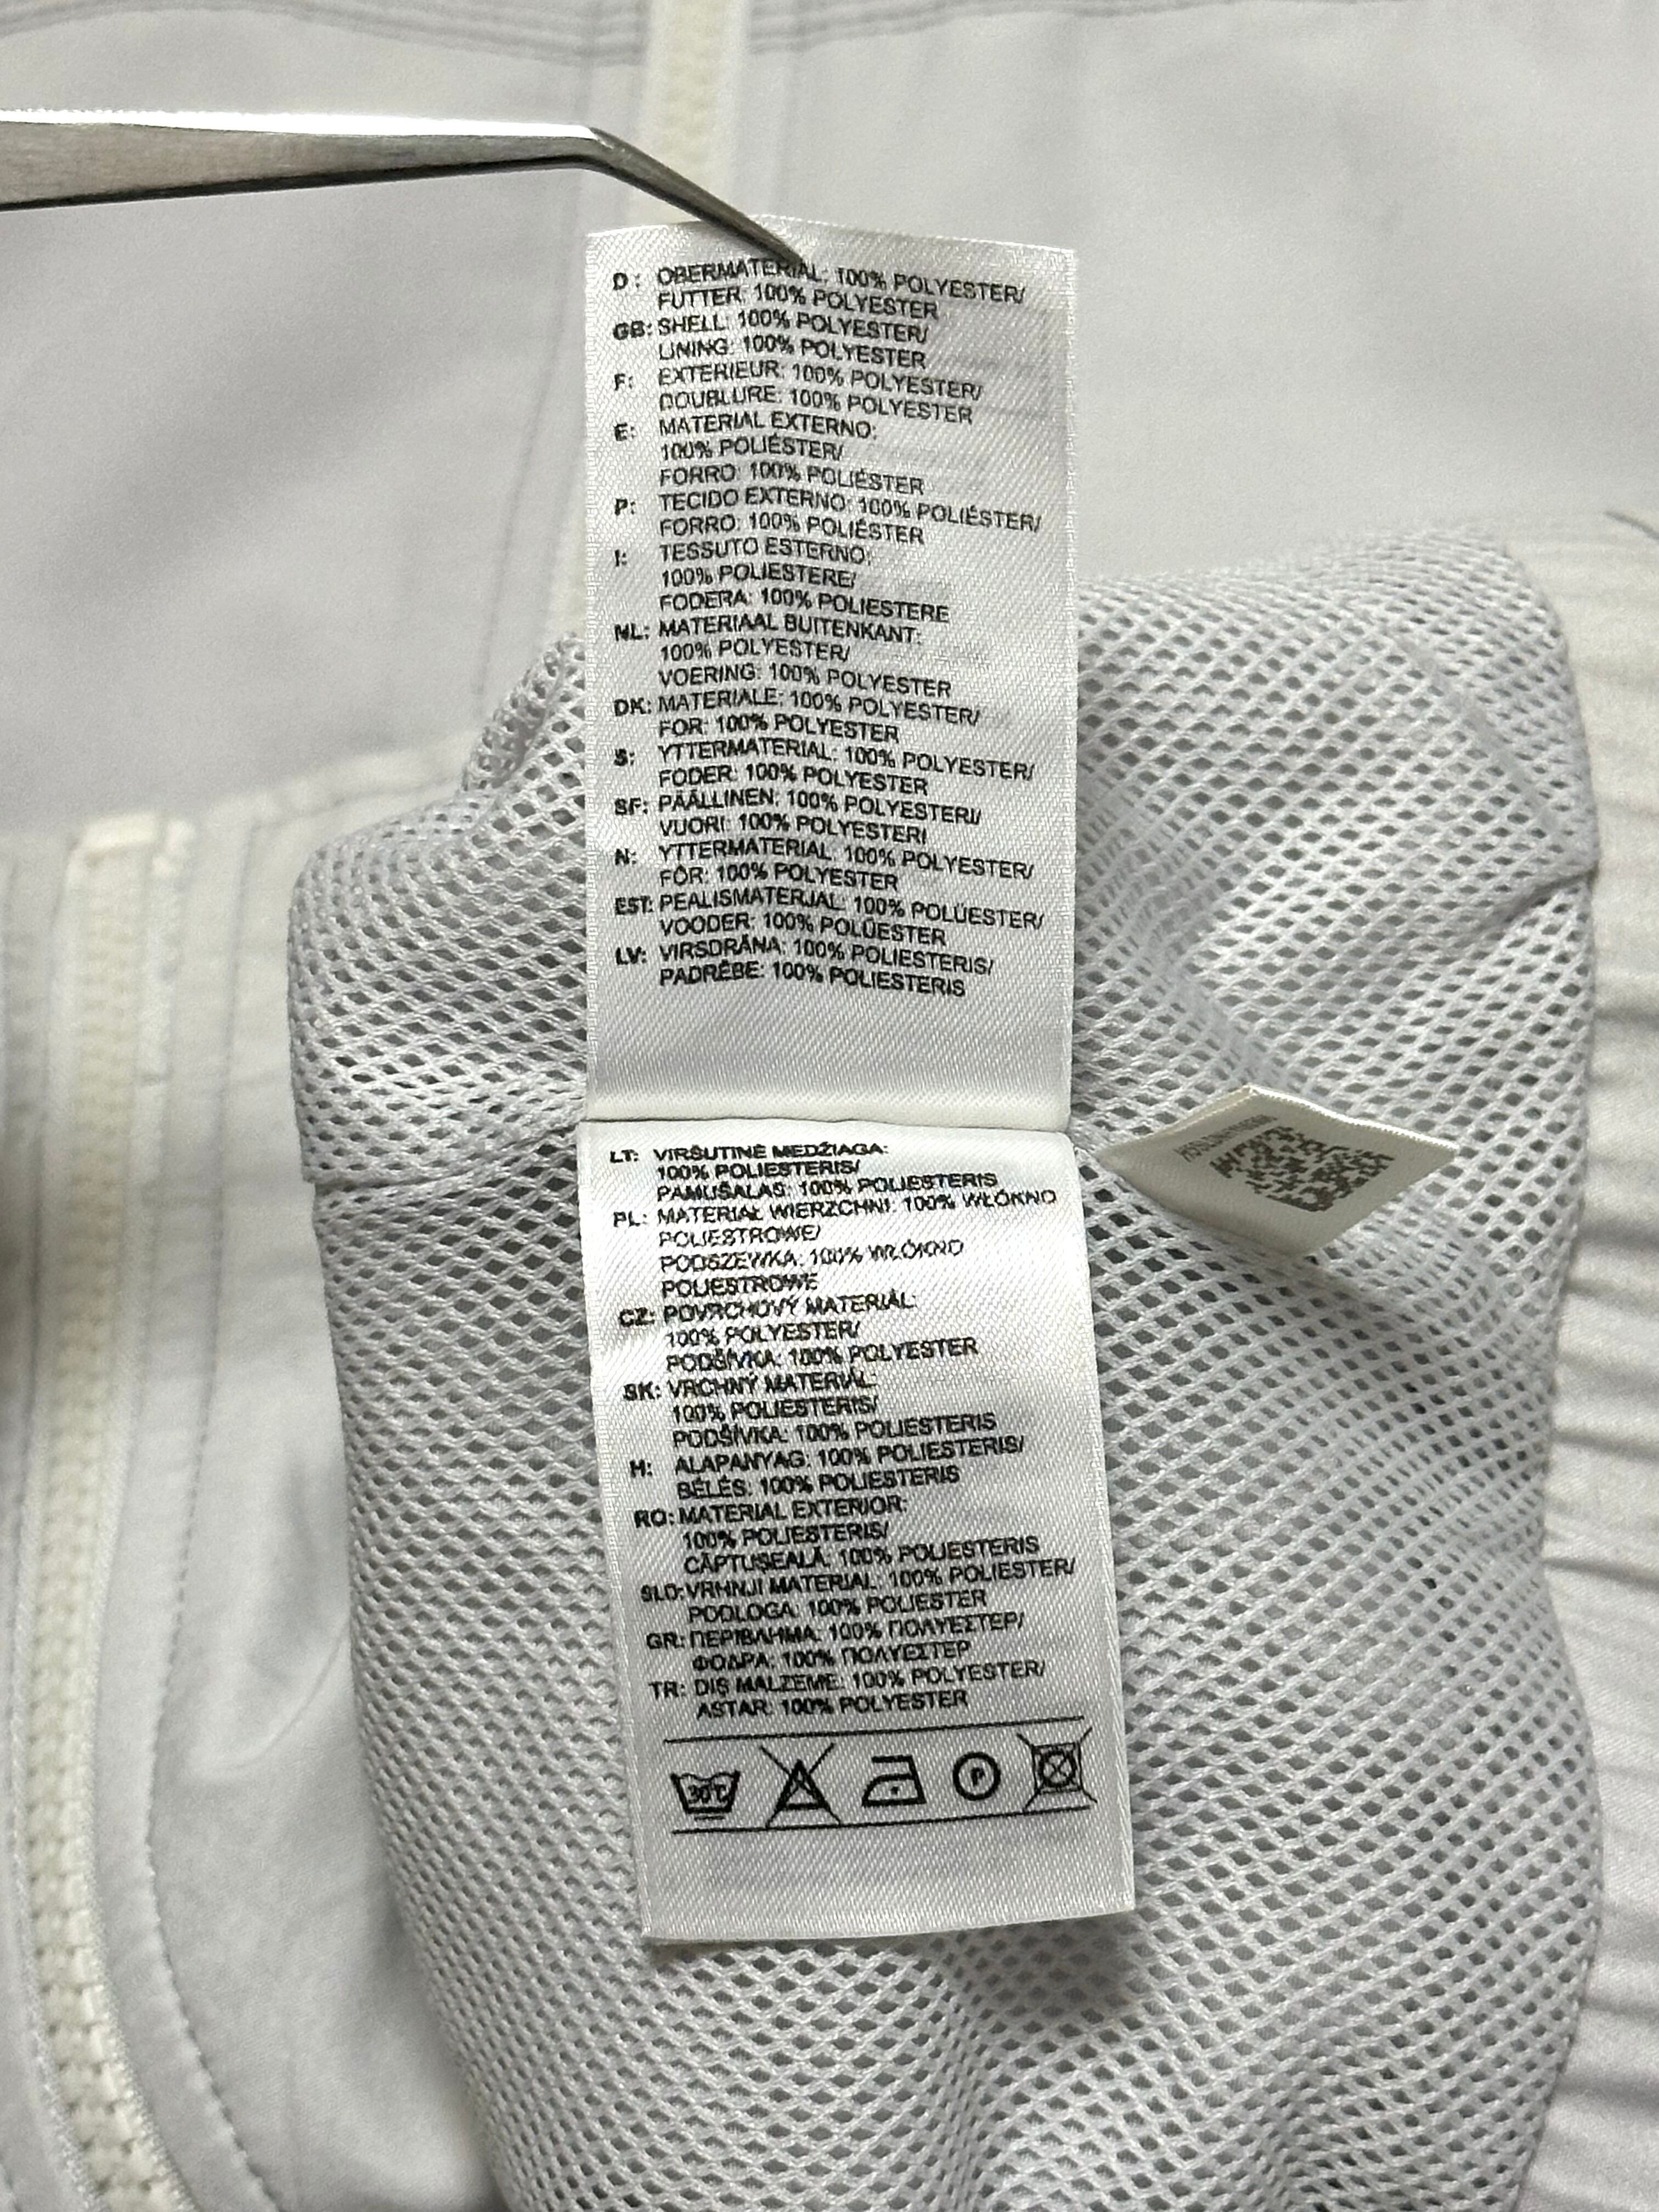 D: OBERMATERIAL: 100% POLYESTER/
FUTTER: 100% POLYESTER
GB: SHELL: 100% POLYESTER/
LINING: 100% POLYESTER
F: EXTERIEUR: 100% POLYESTER/
DOUBLURE: 100% POLYESTER
E: MATERIAL EXTERNO:
100% POLIÉSTER/
FORRO: 100% POLIÉSTER
P: TECIDO EXTERNO: 100% POLIÉSTER/
FORRO: 100% POLIÉSTER
I: TESSUTO ESTERNO:
100% POLIESTERE/
FODERA: 100% POLIESTERE
NL: MATERIAAL BUITENKANT:
100% POLYESTER/
VOERING: 100% POLYESTER
DK: MATERIALE: 100% POLYESTER/
FOR: 100% POLYESTER
S: YTTERMATERIAL: 100% POLYESTER/
FODER: 100% POLYESTER
SF: PÄÄLLINEN: 100% POLYESTERI/
VUORI: 100% POLYESTERI
N: YTTERMATERIAL: 100% POLYESTER/
FÔR: 100% POLYESTER
EST: PEALISMATERJAL: 100% POLÜESTER/
VOODER: 100% POLÜESTER
LV: VIRSDRĀNA: 100% POLIESTERIS/
PADRĒBE: 100% POLIESTERIS
LT: VIRŠUTINĖ MEDŽIAGA:
100% POLIESTERIS/
PAMUŠALAS: 100% POLIESTERIS
PL: MATERIAŁ WIERZCHNI: 100% WŁÓKNO
POLIESTROWE/
PODSZEWKA: 100% WŁÓKNO
POLIESTROWE
CZ: POVRCHOVÝ MATERIÁL:
100% POLYESTER/
PODŠÍVKA: 100% POLYESTER
SK: VRCHNÝ MATERIÁL:
100% POLIESTERIS/
PODŠÍVKA: 100% POLIESTERIS
H: ALAPANYAG: 100% POLIESTERIS/
BÉLÉS: 100% POLIESTERIS
RO: MATERIAL EXTERIOR:
100% POLIESTERIS/
CĂPTUŞEALĂ: 100% POLIESTERIS
SLO: VRHNJI MATERIAL: 100% POLIESTER/
PODLOGA: 100% POLIESTER
GR: ΠΕΡΙΒΛΗΜΑ: 100% ΠΟΛΥΕΣΤΕΡ/
ΦΟΔΡΑ: 100% ΠΟΛΥΕΣΤΕΡ
TR: DIŞ MALZEME: 100% POLYESTER/
ASTAR: 100% POLYESTER
30°C
P